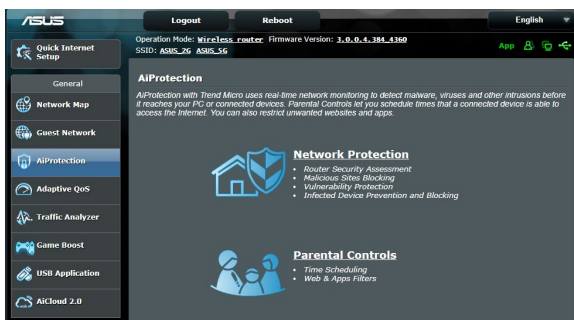 ASUS
Logout
Reboot
English
Quick Internet
Setup
Operation Mode: Wireless router Firmware Version: 3.0.0.4.384_4360
SSID: ASUS_2G ASUS_5G
App
General
Network Map
Guest Network
AiProtection
Adaptive QoS
Traffic Analyzer
Game Boost
USB Application
AiCloud 2.0
AiProtection
AiProtection with Trend Micro uses real-time network monitoring to detect malware, viruses and other intrusions before
it reaches your PC or connected devices. Parental Controls let you schedule times that a connected device is able to
access the Internet. You can also restrict unwanted websites and apps.
Network Protection
• Router Security Assessment
• Malicious Sites Blocking
• Vulnerability Protection
• Infected Device Prevention and Blocking
Parental Controls
• Time Scheduling
• Web & Apps Filters